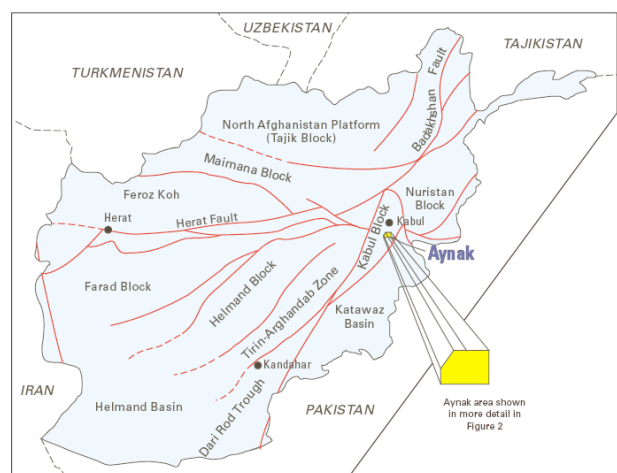 UZBEKISTAN
TAJIKISTAN
TURKMENISTAN
Badakhshan Fault
North Afghanistan Platform
(Tajik Block)
Maimana Block
Feroz Koh
Nuristan
Block
Herat
Herat Fault
Kabul
Kabul Block
Aynak
Farad Block
Helmand Block
Tirin-Arghandab Zone
Katawaz
Basin
Kandahar
IRAN
Helmand Basin
Dari Rod Trough
PAKISTAN
Aynak area shown
in more detail in
Figure 2